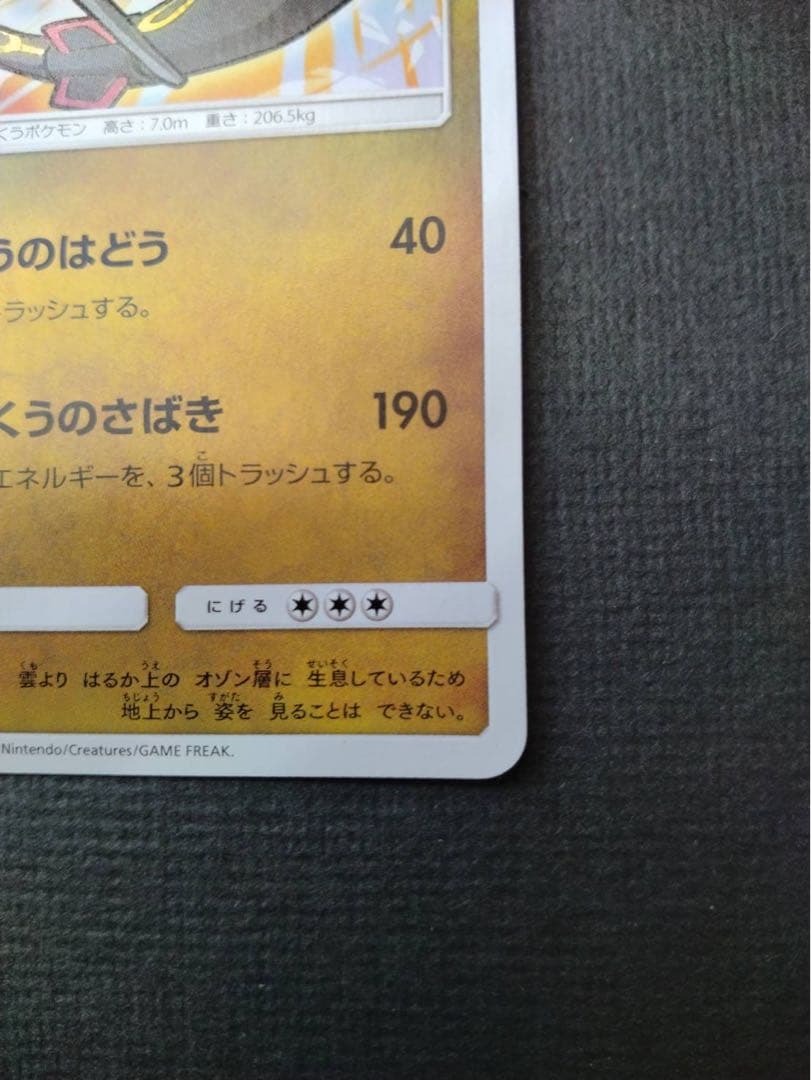 くうポケモン 高さ：7.0m 重さ：206.5kg
うのはどう 40
トラッシュする。
くうのさばき 190
エネルギーを、3個トラッシュする。
にげる
雲より はるか上の オゾン層に 生息しているため
地上から 姿を 見ることは できない。
Nintendo/Creatures/GAME FREAK.